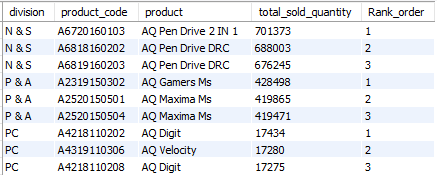 division product_code product total_sold_quantity Rank_order
N & S A6720160103 AQ Pen Drive 2 IN 1 701373 1
N & S A6818160202 AQ Pen Drive DRC 688003 2
N & S A6819160203 AQ Pen Drive DRC 676245 3
P & A A2319150302 AQ Gamers Ms 428498 1
P & A A2520150501 AQ Maxima Ms 419865 2
P & A A2520150504 AQ Maxima Ms 419471 3
PC A4218110202 AQ Digit 17434 1
PC A4319110306 AQ Velocity 17280 2
PC A4218110208 AQ Digit 17275 3